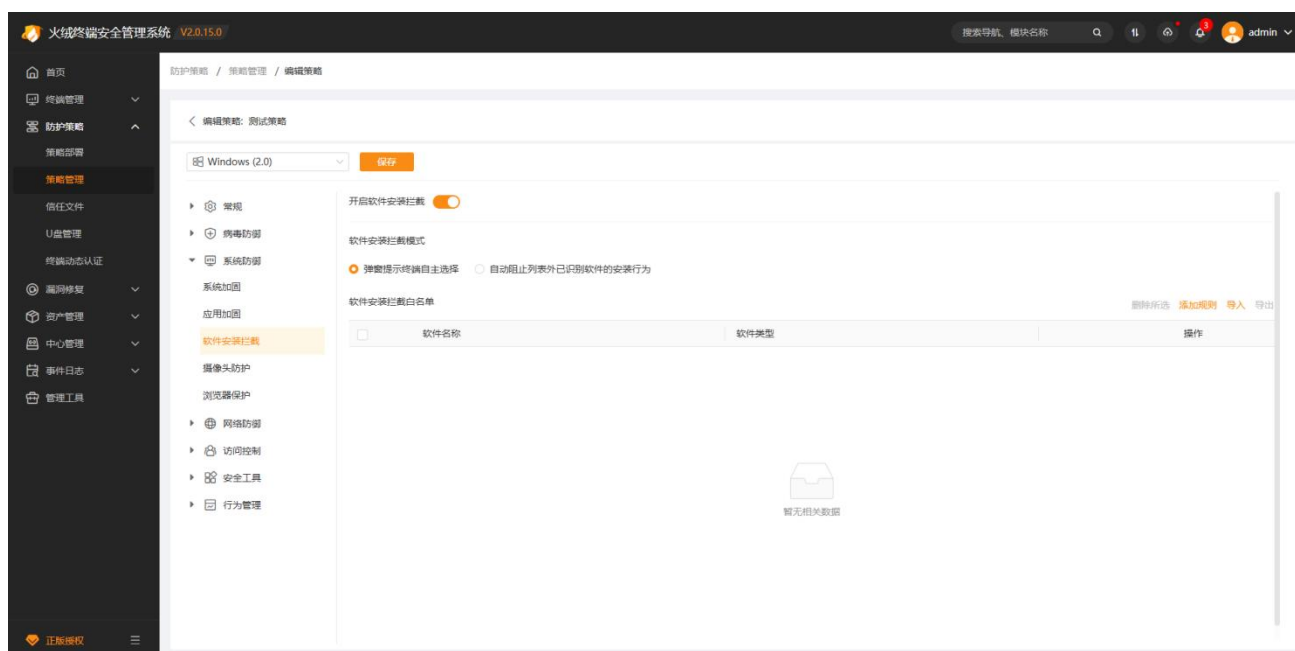 火绒终端安全管理系统 V2.0.15.0
搜索导航、模块名称
3
admin
首页
终端管理
防护策略
策略部署
策略管理
信任文件
U盘管理
终端动态认证
漏洞修复
资产管理
中心管理
事件日志
管理工具
正版授权
防护策略 / 策略管理 / 编辑策略
编辑策略: 测试策略
Windows (2.0)
保存
常规
病毒防御
系统防御
系统加固
应用加固
软件安装拦截
摄像头防护
浏览器保护
网络防御
访问控制
安全工具
行为管理
开启软件安装拦截
软件安装拦截模式
弹窗提示终端自主选择 自动阻止列表外已识别软件的安装行为
软件安装拦截白名单
删除所选 添加规则 导入 导出
软件名称 软件类型 操作
暂无相关数据